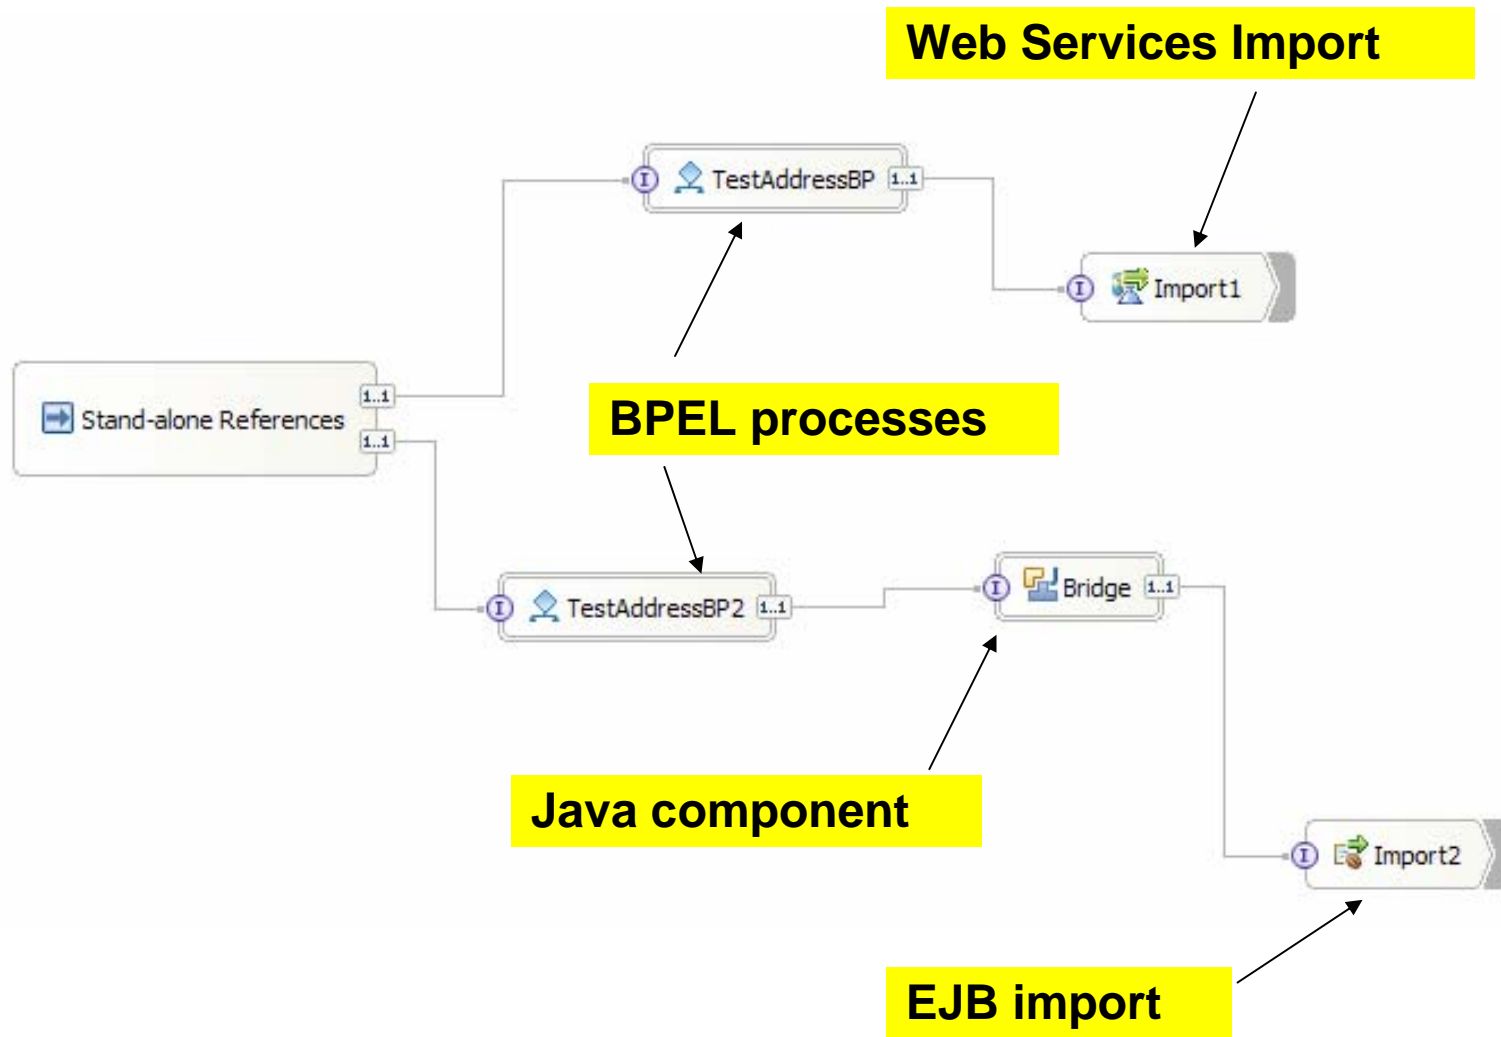 Web Services Import
I
TestAddressBP
1..1
I
Import1
Stand-alone References
1..1
1..1
BPEL processes
I
TestAddressBP2
1..1
I
Bridge
1..1
Java component
I
Import2
EJB import